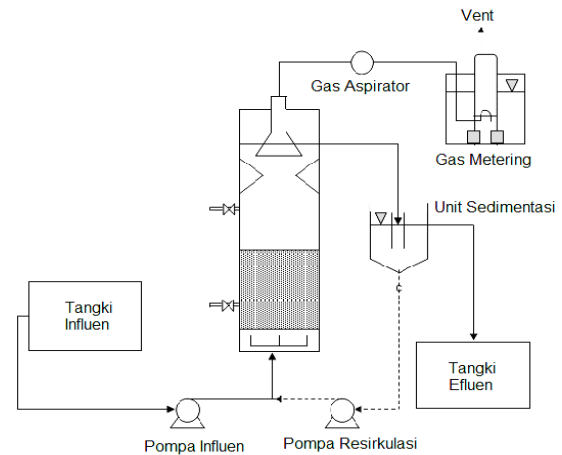 Vent
Gas Aspirator
Gas Metering
Unit Sedimentasi
Tangki
Influen
c
Tangki
Efluen
Pompa Influen
Pompa Resirkulasi